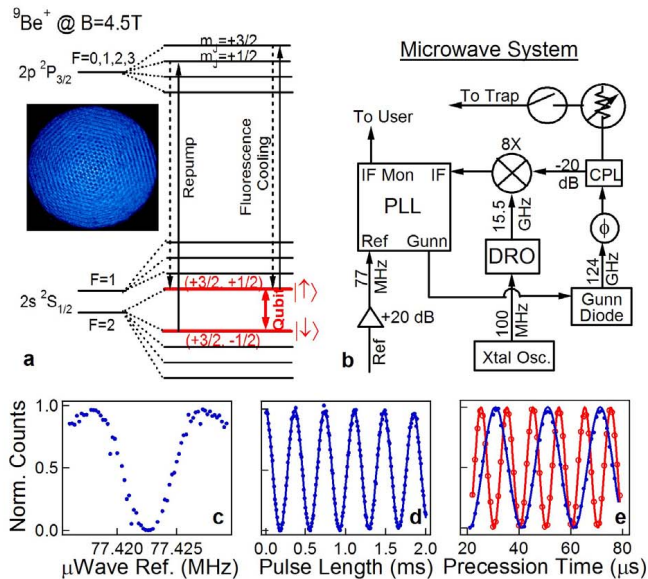 ⁹Be⁺ @ B=4.5T
F=0,1,2,3
2p ²P₃/₂
mⱼ=+3/2
mⱼ=+1/2
Repump
Fluorescence
Cooling
F=1
2s ²S₁/₂
F=2
(+3/2, +1/2)
|↑⟩
Qubit
|↓⟩
(+3/2, -1/2)
a
Microwave System
To Trap
To User
8X
IF Mon IF
PLL
Ref Gunn
-20
dB
CPL
15.5
GHz
ϕ
DRO
124
GHz
77
MHz
+20 dB
Ref
100
MHz
Gunn
Diode
Xtal Osc.
b
Norm. Counts
1.0
0.5
0.0
c
77.420
77.425
μWave Ref. (MHz)
d
0.0 0.5 1.0 1.5 2.0
Pulse Length (ms)
e
20 40 60 80
Precession Time (μs)